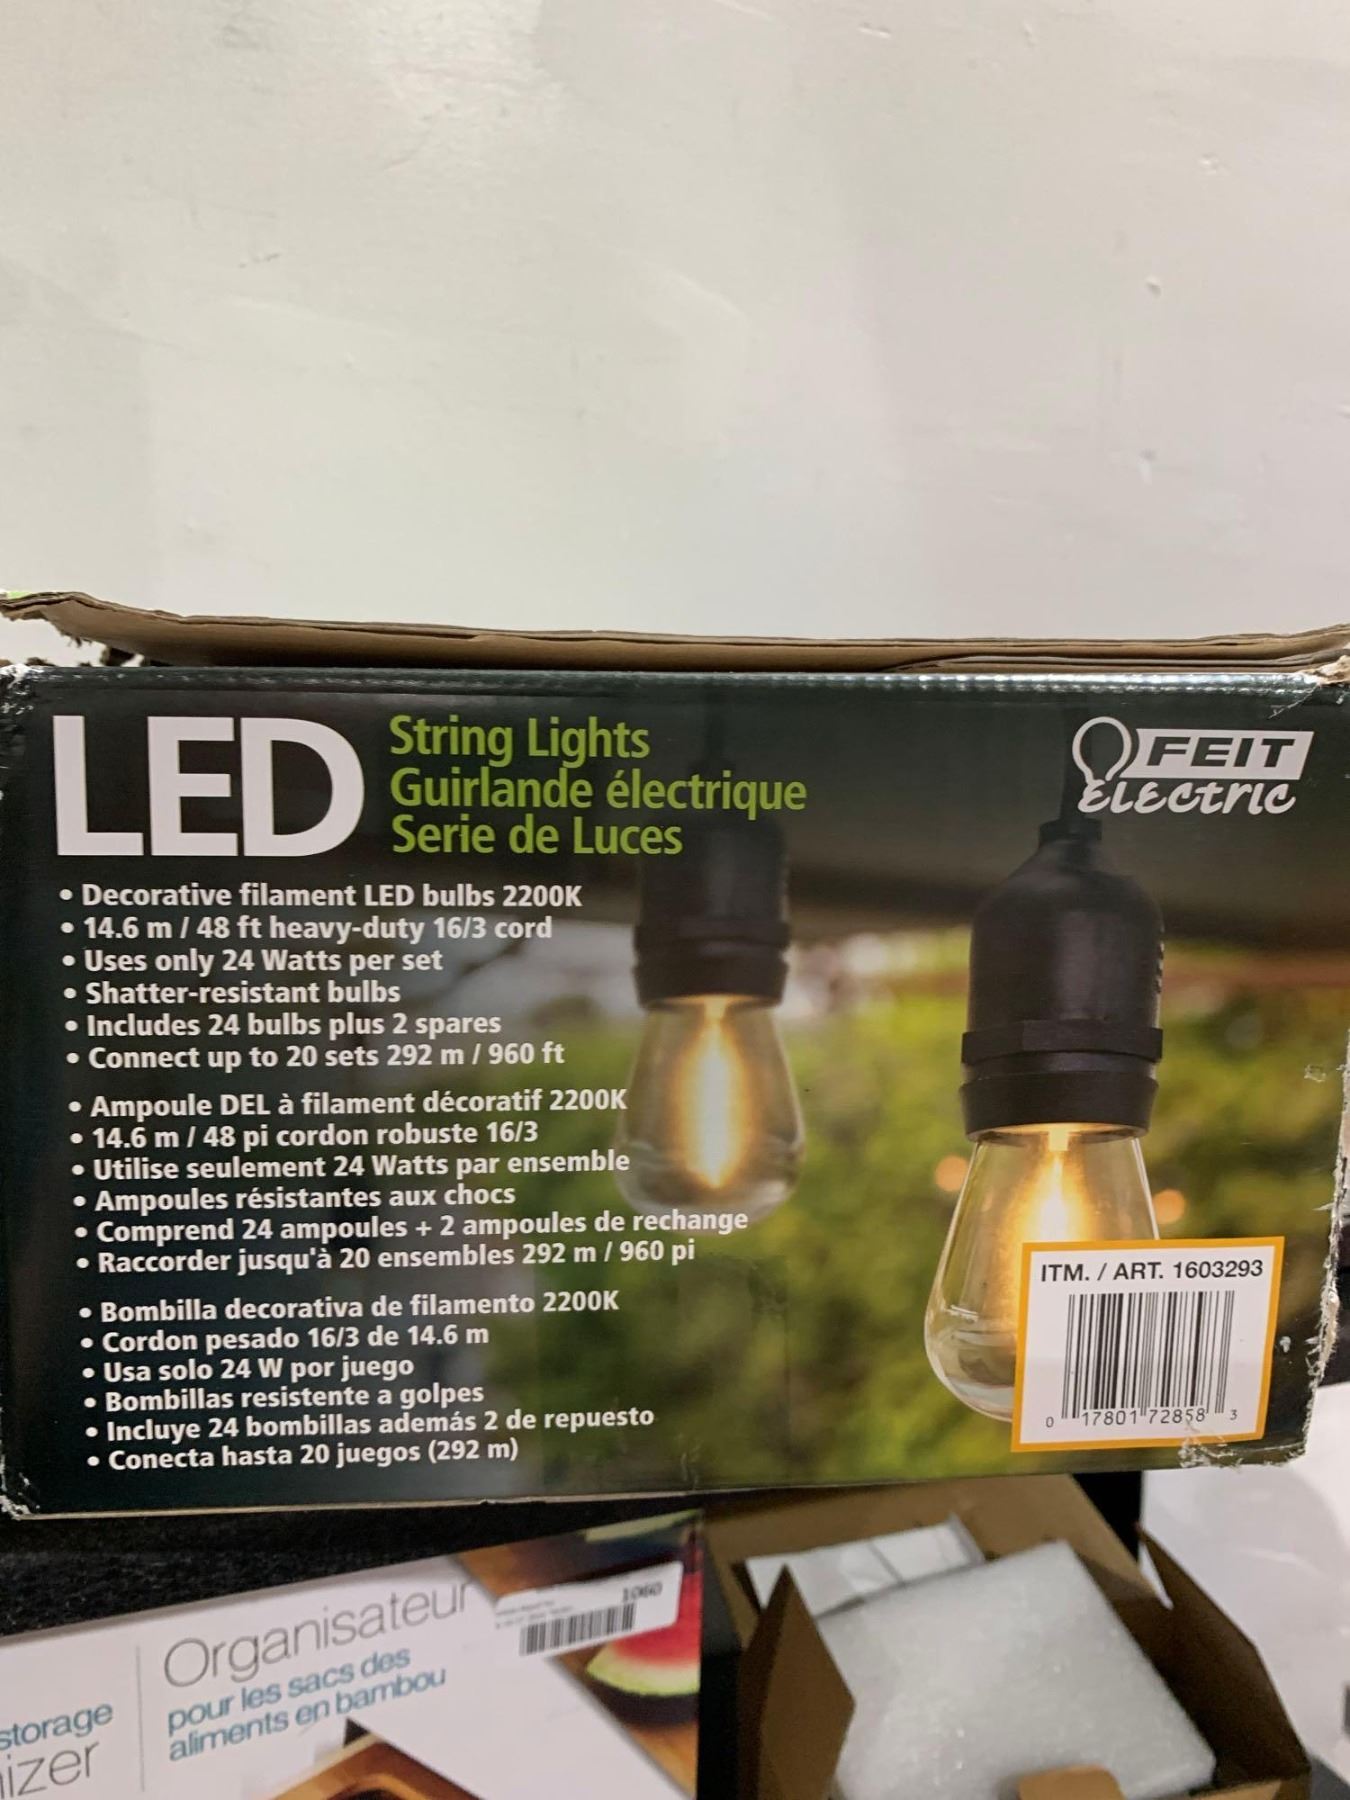 LED
String Lights
Guirlande électrique
Serie de Luces
FEIT
ELECTRIC
• Decorative filament LED bulbs 2200K
• 14.6 m / 48 ft heavy-duty 16/3 cord
• Uses only 24 Watts per set
• Shatter-resistant bulbs
• Includes 24 bulbs plus 2 spares
• Connect up to 20 sets 292 m / 960 ft
• Ampoule DEL à filament décoratif 2200K
• 14.6 m / 48 pi cordon robuste 16/3
• Utilise seulement 24 Watts par ensemble
• Ampoules résistantes aux chocs
• Comprend 24 ampoules + 2 ampoules de rechange
• Raccorder jusqu'à 20 ensembles 292 m / 960 pi
• Bombilla decorativa de filamento 2200K
• Cordon pesado 16/3 de 14.6 m
• Usa solo 24 W por juego
• Bombillas resistente a golpes
• Incluye 24 bombillas además 2 de repuesto
• Conecta hasta 20 juegos (292 m)
ITM. / ART. 1603293
0 17801 72858 3
1060
Organisateur
pour les sacs des
aliments en bambou
storage
izer